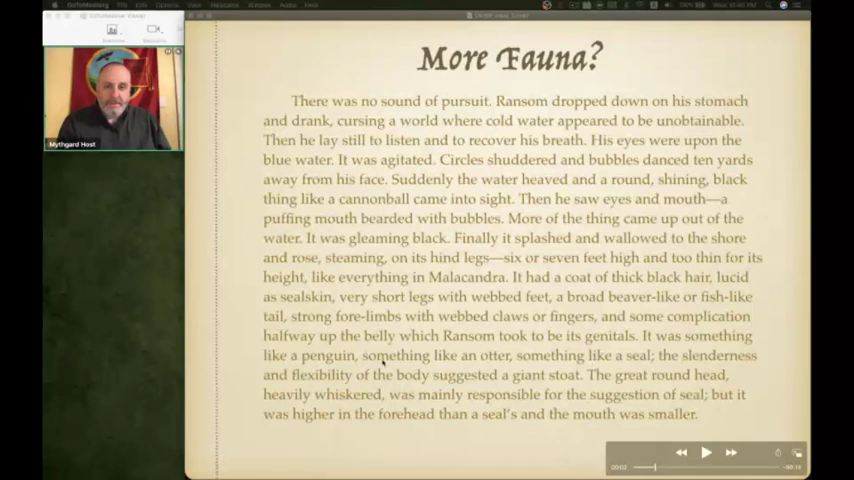 GoToMeeting
More Fauna?
Mythgard Host
There was no sound of pursuit. Ransom dropped down on his stomach
and drank, cursing a world where cold water appeared to be unobtainable.
Then he lay still to listen and to recover his breath. His eyes were upon the
blue water. It was agitated. Circles shuddered and bubbles danced ten yards
away from his face. Suddenly the water heaved and a round, shining, black
thing like a cannonball came into sight. Then he saw eyes and mouth—a
puffing mouth bearded with bubbles. More of the thing came up out of the
water. It was gleaming black. Finally it splashed and wallowed to the shore
and rose, steaming, on its hind legs—six or seven feet high and too thin for its
height, like everything in Malacandra. It had a coat of thick black hair, lucid
as sealskin, very short legs with webbed feet, a broad beaver-like or fish-like
tail, strong fore-limbs with webbed claws or fingers, and some complication
halfway up the belly which Ransom took to be its genitals. It was something
like a penguin, something like an otter, something like a seal; the slenderness
and flexibility of the body suggested a giant stoat. The great round head,
heavily whiskered, was mainly responsible for the suggestion of seal; but it
was higher in the forehead than a seal's and the mouth was smaller.
00:02